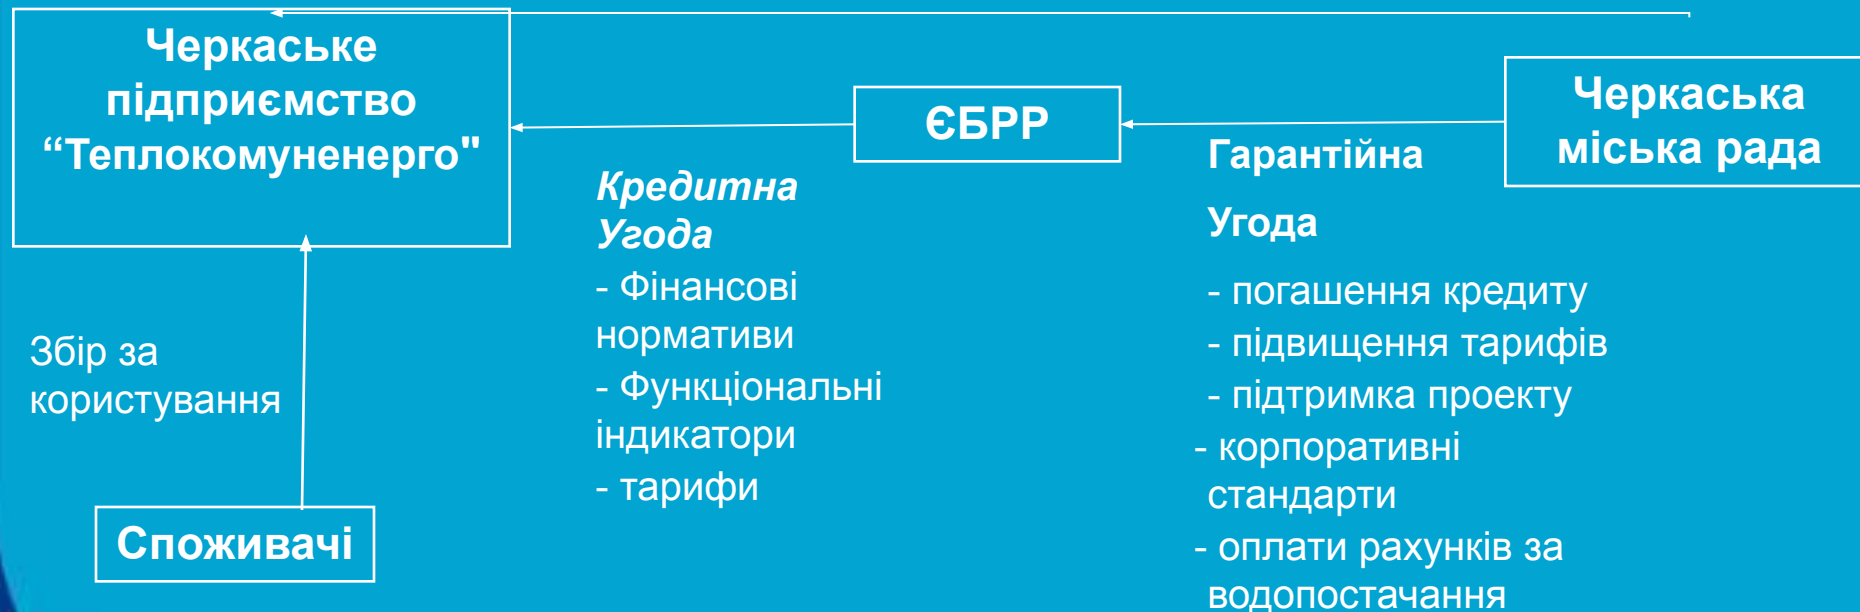 Черкаське
підприємство
“Теплокомуненерго"
ЄБРР
Черкаська
міська рада
Кредитна
Угода
- Фінансові
нормативи
- Функціональні
індикатори
- тарифи
Гарантійна
Угода
- погашення кредиту
- підвищення тарифів
- підтримка проекту
- корпоративні
стандарти
- оплати рахунків за
водопостачання
Збір за
користування
Споживачі